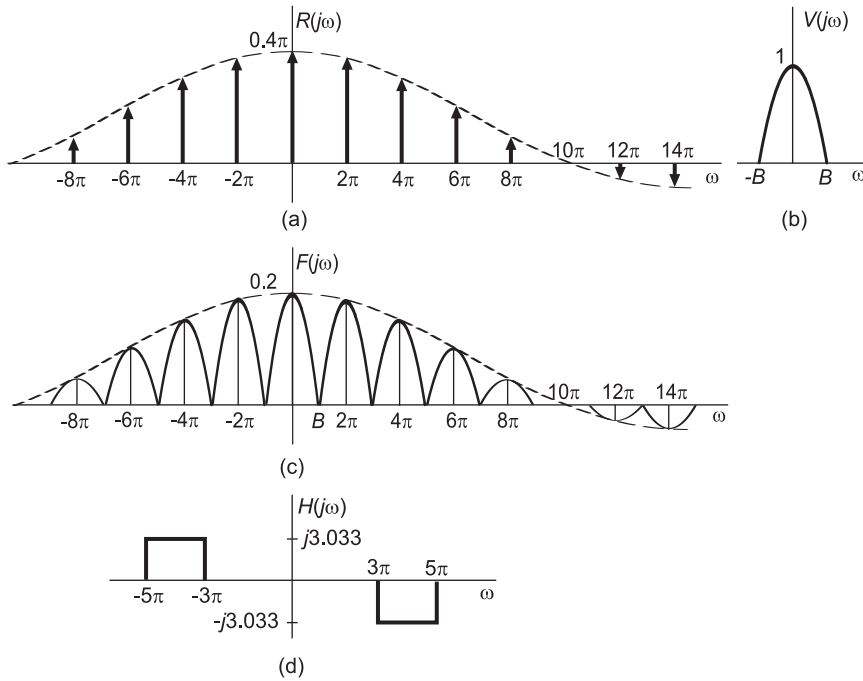 R(jω)
0.4π
-8π -6π -4π -2π 2π 4π 6π 8π 10π 12π 14π ω
(a)
V(jω)
1
-B B ω
(b)
F(jω)
0.2
-8π -6π -4π -2π B 2π 4π 6π 8π 10π 12π 14π ω
(c)
H(jω)
j3.033
-5π -3π 3π 5π ω
-j3.033
(d)